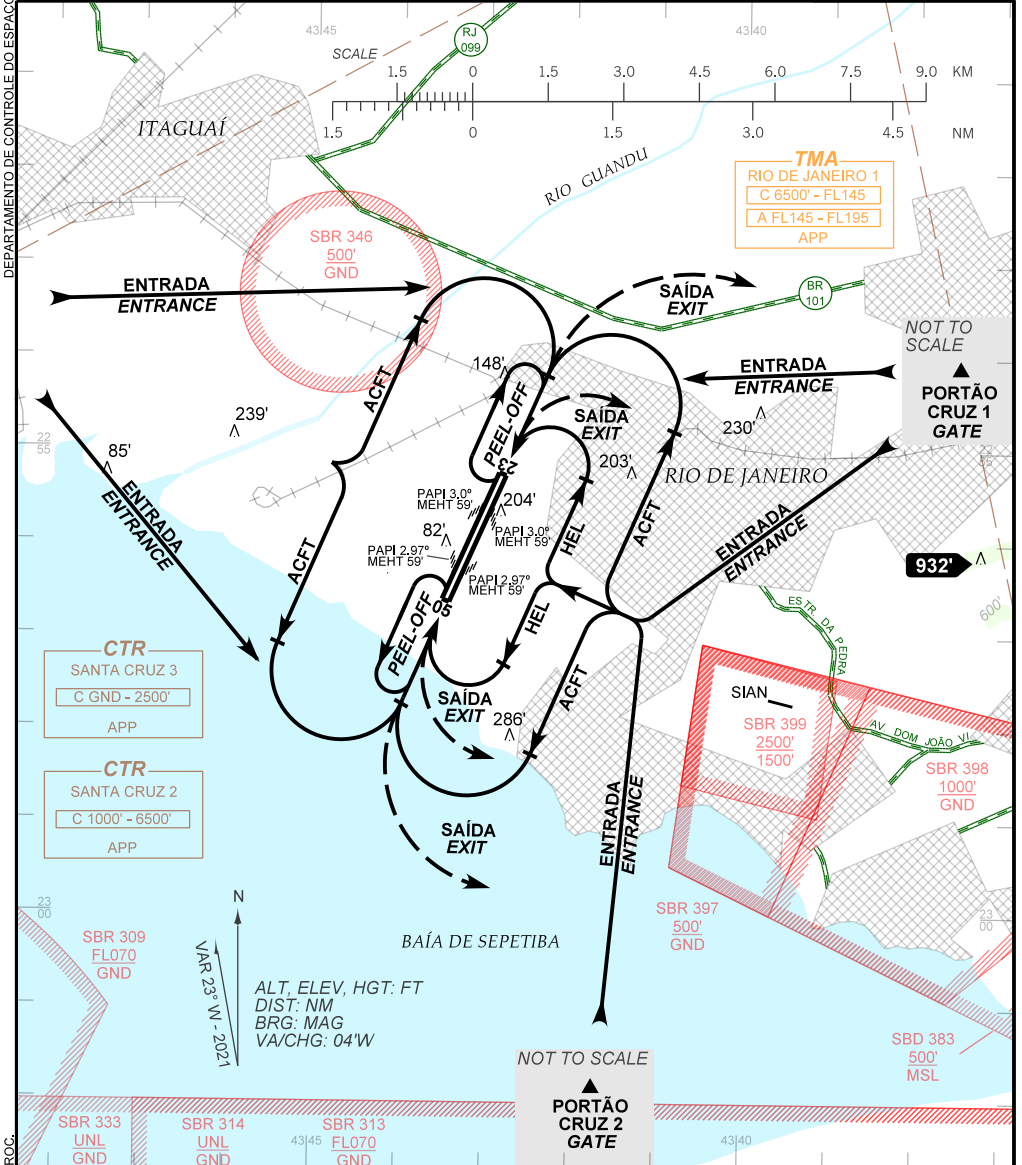 DEPARTAMENTO DE CONTROLE DO ESPAÇO
43 45
RJ
099
43 40
SCALE
1.5 0 1.5 3.0 4.5 6.0 7.5 9.0 KM
1.5 0 1.5 3.0 4.5 NM
ITAGUAÍ
RIO GUANDU
TMA
RIO DE JANEIRO 1
C 6500' - FL145
A FL145 - FL195
APP
SBR 346
500'
GND
ENTRADA
ENTRANCE
SAÍDA
EXIT
BR
101
NOT TO
SCALE
PORTÃO
CRUZ 1
GATE
ENTRADA
ENTRANCE
148'
ACFT
PEEL-OFF
SAÍDA
EXIT
239'
230'
22
55
85'
203'
RIO DE JANEIRO
22
55
ENTRADA
ENTRANCE
23
PAPI 3.0°
MEHT 59'
204'
PAPI 3.0°
MEHT 59'
82'
PAPI 2.97°
MEHT 59'
PAPI 2.97°
MEHT 59'
HEL
ACFT
ENTRADA
ENTRANCE
932'
ACFT
05
PEEL-OFF
HEL
ESTR. DA PEDRA
600'
CTR
SANTA CRUZ 3
C GND - 2500'
APP
SAÍDA
EXIT
286'
ACFT
SIAN
SBR 399
2500'
1500'
AV. DOM JOÃO VI
SBR 398
1000'
GND
CTR
SANTA CRUZ 2
C 1000' - 6500'
APP
SAÍDA
EXIT
ENTRADA
ENTRANCE
23
00
SBR 397
500'
GND
23
00
SBR 309
FL070
GND
N
VAR 23° W - 2021
BAÍA DE SEPETIBA
ALT, ELEV, HGT: FT
DIST: NM
BRG: MAG
VA/CHG: 04'W
SBD 383
500'
MSL
NOT TO SCALE
PORTÃO
CRUZ 2
GATE
SBR 333
UNL
GND
SBR 314
UNL
GND
43 45
SBR 313
FL070
GND
43 40
ROC.